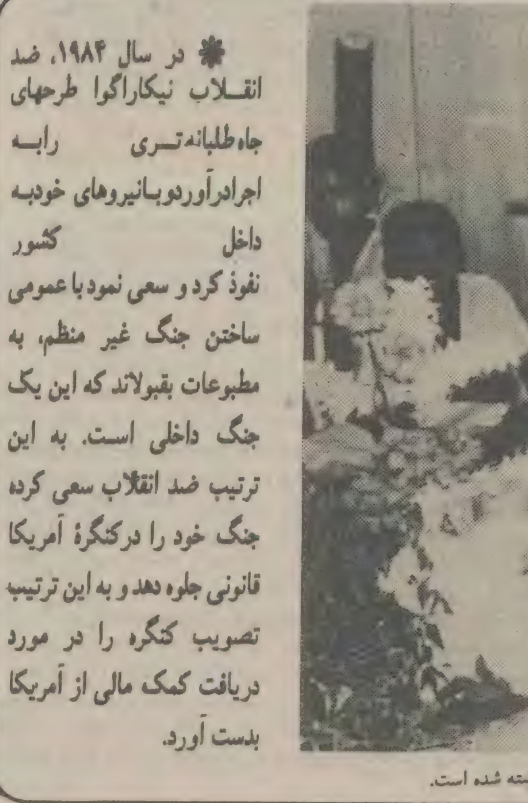 در سال ۱۹۸۴، ضد
انقلاب نیکاراگوا طرحهای
جاه‌طلبانه‌تری رابه
اجرادرآوردوبانیروهای خودبه
داخل کشور
نفوذ کرد و سعی نمود با عمومی
ساختن جنگ غیر منظم، به
مطبوعات بقبولاند که این یک
جنگ داخلی است. به این
ترتیب ضد انقلاب سعی کرده
جنگ خود را درکنگرهٔ آمریکا
قانونی جلوه دهد و به این ترتیب
تصویب کنگره را در مورد
دریافت کمک مالی از آمریکا
بدست آورد.
شده است.